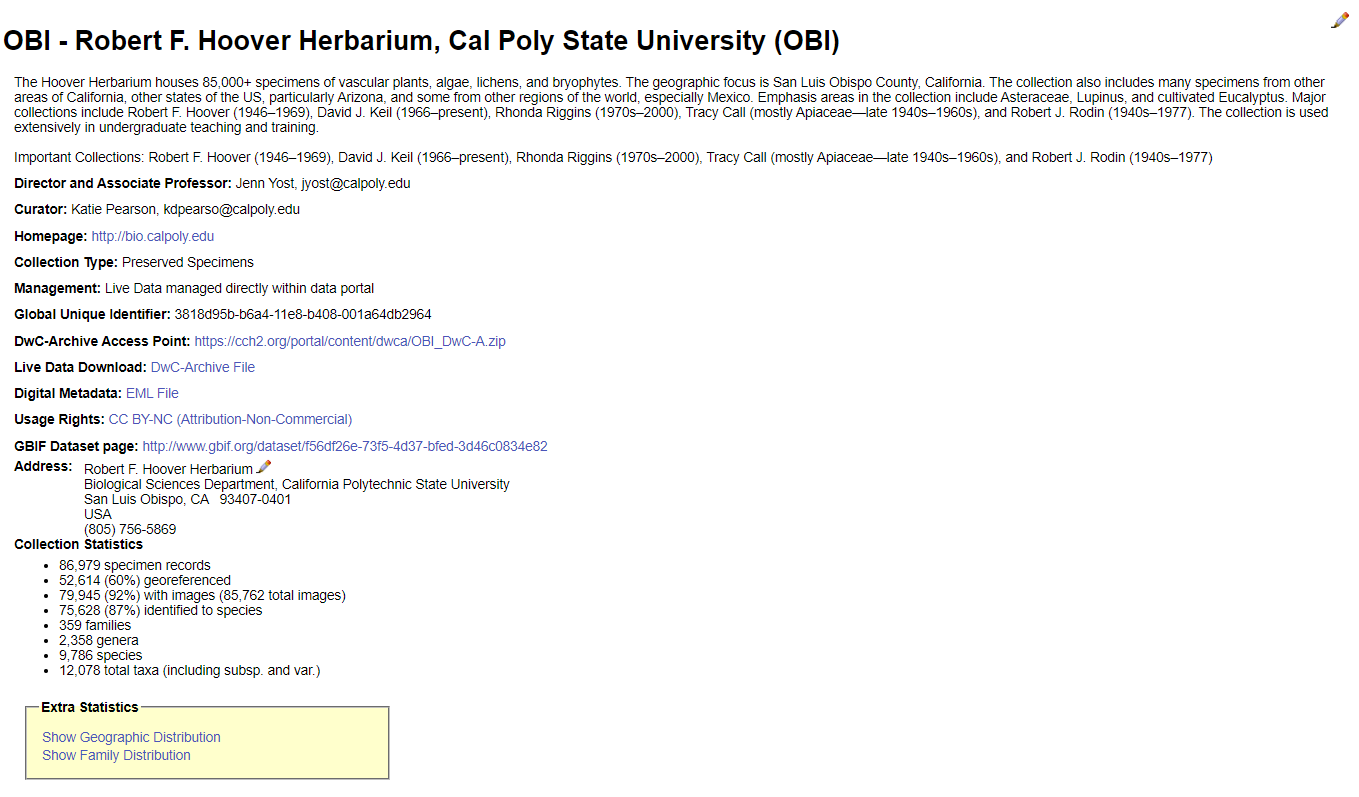 OBI - Robert F. Hoover Herbarium, Cal Poly State University (OBI)
The Hoover Herbarium houses 85,000+ specimens of vascular plants, algae, lichens, and bryophytes. The geographic focus is San Luis Obispo County, California. The collection also includes many specimens from other
areas of California, other states of the US, particularly Arizona, and some from other regions of the world, especially Mexico. Emphasis areas in the collection include Asteraceae, Lupinus, and cultivated Eucalyptus. Major
collections include Robert F. Hoover (1946–1969), David J. Keil (1966–present), Rhonda Riggins (1970s–2000), Tracy Call (mostly Apiaceae—late 1940s–1960s), and Robert J. Rodin (1940s–1977). The collection is used
extensively in undergraduate teaching and training.
Important Collections: Robert F. Hoover (1946–1969), David J. Keil (1966–present), Rhonda Riggins (1970s–2000), Tracy Call (mostly Apiaceae—late 1940s–1960s), and Robert J. Rodin (1940s–1977)
Director and Associate Professor: Jenn Yost, jyost@calpoly.edu
Curator: Katie Pearson, kdpearso@calpoly.edu
Homepage: http://bio.calpoly.edu
Collection Type: Preserved Specimens
Management: Live Data managed directly within data portal
Global Unique Identifier: 3818d95b-b6a4-11e8-b408-001a64db2964
DwC-Archive Access Point: https://cch2.org/portal/content/dwca/OBI_DwC-A.zip
Live Data Download: DwC-Archive File
Digital Metadata: EML File
Usage Rights: CC BY-NC (Attribution-Non-Commercial)
GBIF Dataset page: http://www.gbif.org/dataset/f56df26e-73f5-4d37-bfed-3d46c0834e82
Address: Robert F. Hoover Herbarium
Biological Sciences Department, California Polytechnic State University
San Luis Obispo, CA 93407-0401
USA
(805) 756-5869
Collection Statistics
• 86,979 specimen records
• 52,614 (60%) georeferenced
• 79,945 (92%) with images (85,762 total images)
• 75,628 (87%) identified to species
• 359 families
• 2,358 genera
• 9,786 species
• 12,078 total taxa (including subsp. and var.)
Extra Statistics
Show Geographic Distribution
Show Family Distribution